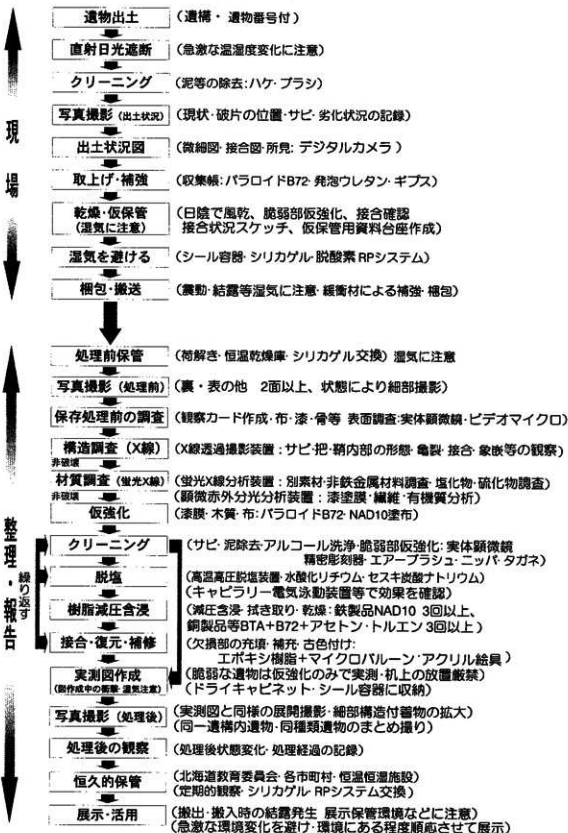 遺物出土 (遺構・遺物番号付)
直射日光遮断 (急激な温湿度変化に注意)
クリーニング (泥等の除去:ハケ・ブラシ)
写真撮影(出土状況) (現状・破片の位置・サビ・劣化状況の記録)
出土状況図 (微細図・接合図・所見:デジタルカメラ)
取上げ・補強 (収集帳:パラロイドB72・発泡ウレタン・ギプス)
乾燥・仮保管 (日陰で風乾、脆弱部仮強化、接合確認
(湿気に注意) 接合状況スケッチ、仮保管用資料台座作成)
湿気を避ける (シール容器・シリカゲル・脱酸素RPシステム)
梱包・搬送 (震動・結露等湿気に注意・緩衝材による補強・梱包)
現場
処理前保管 (荷解き・恒温乾燥庫・シリカゲル交換)湿気に注意
写真撮影(処理前) (裏・表の他 2面以上、状態により細部撮影)
保存処理前の調査 (観察カード作成・布・漆・骨等 表面調査:実体顕微鏡・ビデオマイクロ)
構造調査(X線) (X線透過撮影装置:サビ・把・鞘内部の形態・亀裂・接合・象嵌等の観察)
非破壊
材質調査(蛍光X線) (蛍光X線分析装置:別素材・非鉄金属材料調査・塩化物・硫化物調査)
非破壊 (顕微赤外分光分析装置:漆塗膜・繊維・有機質分析)
仮強化 (漆膜・木質・布:パラロイドB72・NAD10塗布)
クリーニング (サビ・泥除去・アルコール洗浄・脆弱部仮強化:実体顕微鏡
精密彫刻器・エアーブラシュ・ニッパ・タガネ)
脱塩 (高温高圧脱塩装置・水酸化リチウム・セスキ炭酸ナトリウム)
(キャピラリー電気泳動装置等で効果を確認)
樹脂減圧含浸 (減圧含浸・拭き取り・乾燥:鉄製品NAD10 3回以上、
銅製品等BTA+B72+アセトン・トルエン3回以上)
接合・復元・補修 (欠損部の充填・補充・古色付け:
エポキシ樹脂+マイクロバルーン・アクリル絵具)
繰り返す
実測図作成 (脆弱な遺物は仮強化のみで実測・机上の放置厳禁)
(図作成中の衝撃・湿気注意) (ドライキャビネット・シール容器に収納)
写真撮影(処理後) (実測図と同様の展開撮影・細部構造付着物の拡大)
(同一遺構内遺物・同種類遺物のまとめ撮り)
処理後の観察 (処理後状態変化・処理経過の記録)
恒久的保管 (北海道教育委員会・各市町村・恒温恒湿施設)
(定期的観察・シリカゲル・RPシステム交換)
展示・活用 (搬出・搬入時の結露発生 展示保管環境などに注意)
(急激な環境変化を避け・環境にある程度順応させて展示)
整理・報告